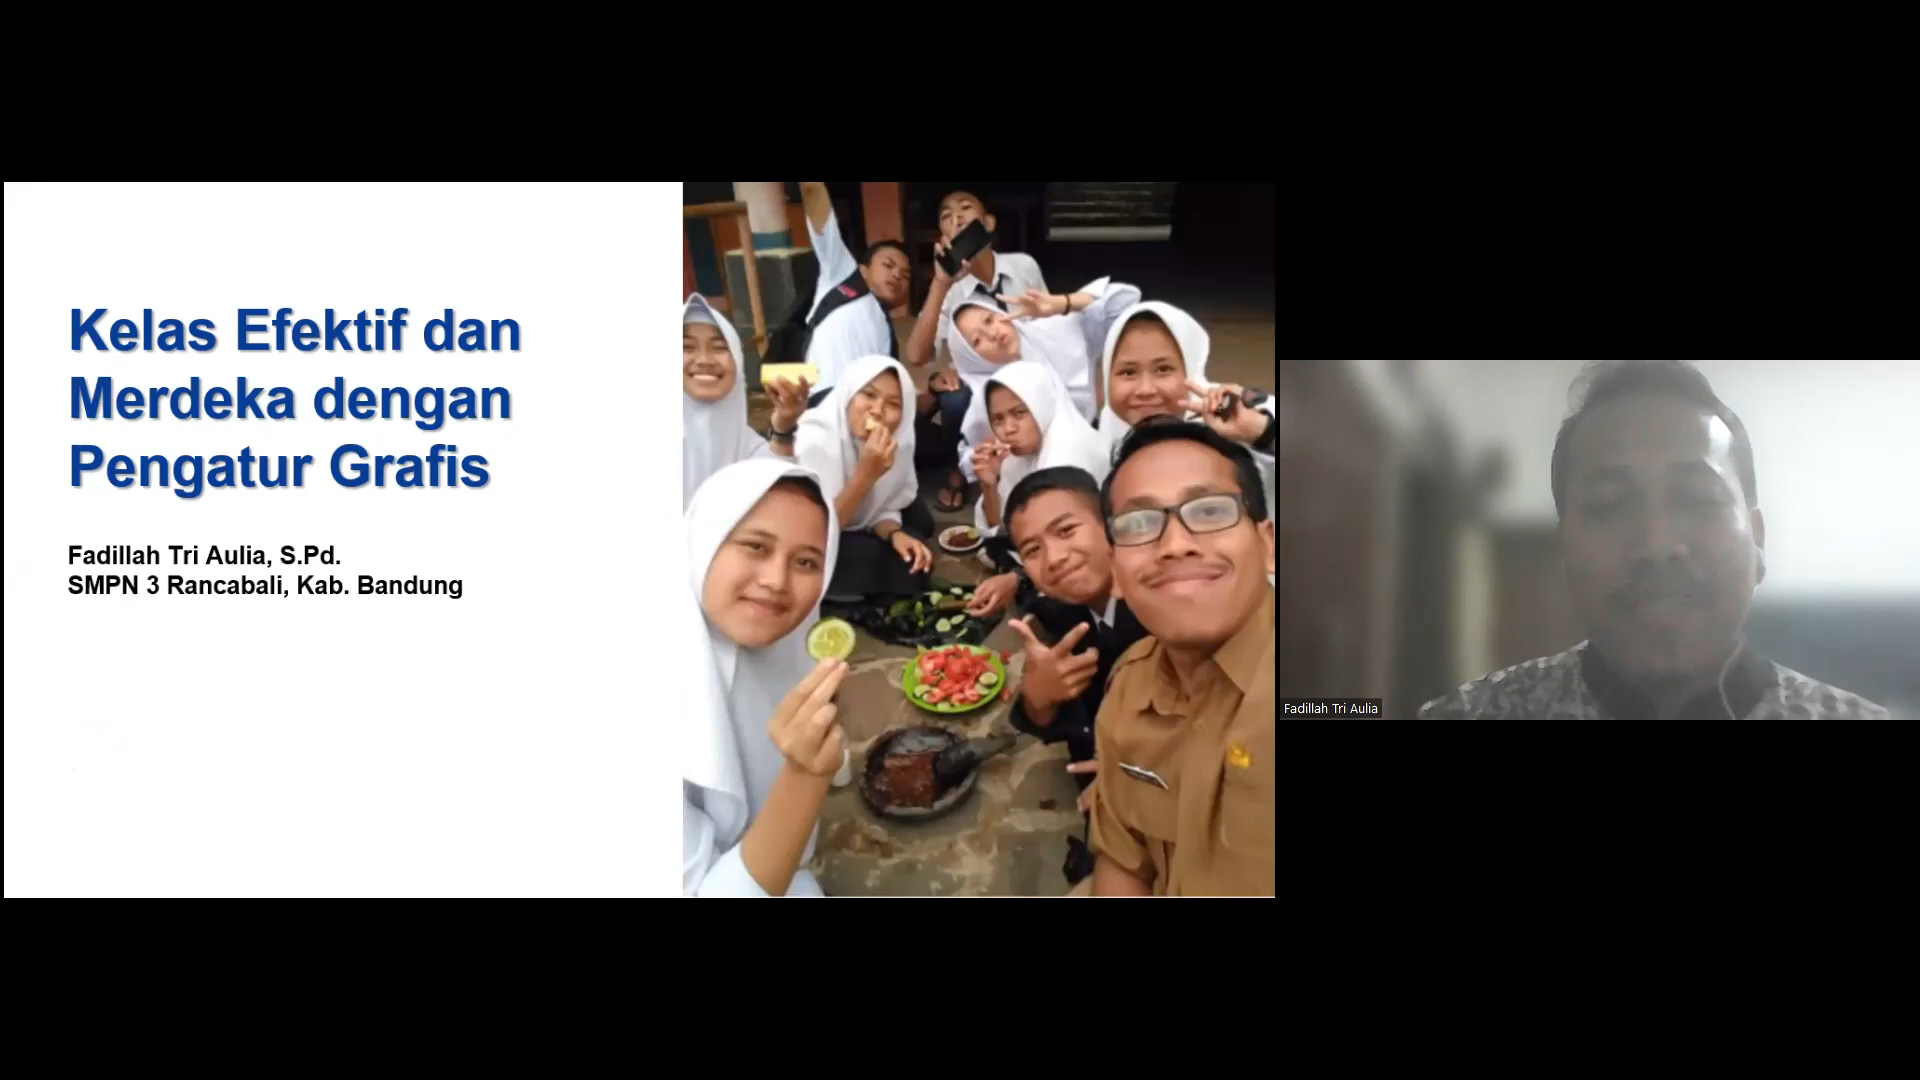 Kelas Efektif dan
Merdeka dengan
Pengatur Grafis
Fadillah Tri Aulia, S.Pd.
SMPN 3 Rancabali, Kab. Bandung
Fadillah Tri Aulia